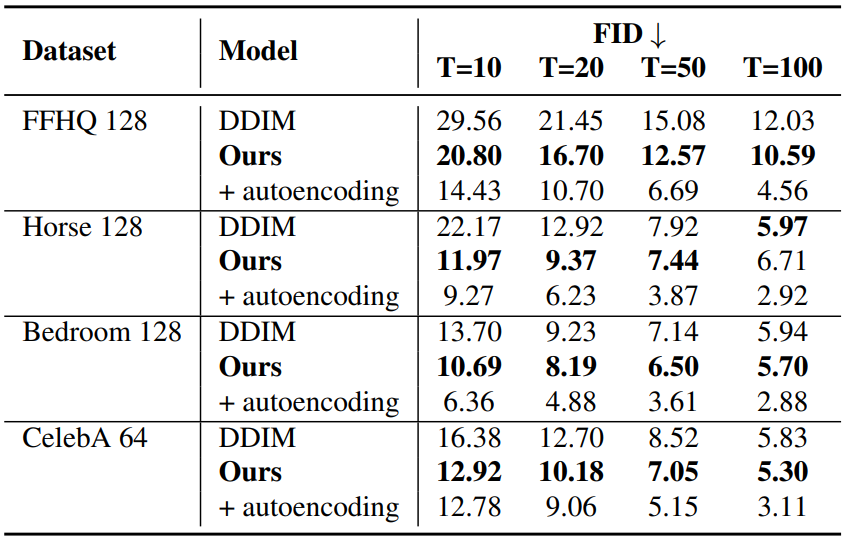 Dataset Model FID ↓
T=10 T=20 T=50 T=100
FFHQ 128 DDIM 29.56 21.45 15.08 12.03
Ours 20.80 16.70 12.57 10.59
+ autoencoding 14.43 10.70 6.69 4.56
Horse 128 DDIM 22.17 12.92 7.92 5.97
Ours 11.97 9.37 7.44 6.71
+ autoencoding 9.27 6.23 3.87 2.92
Bedroom 128 DDIM 13.70 9.23 7.14 5.94
Ours 10.69 8.19 6.50 5.70
+ autoencoding 6.36 4.88 3.61 2.88
CelebA 64 DDIM 16.38 12.70 8.52 5.83
Ours 12.92 10.18 7.05 5.30
+ autoencoding 12.78 9.06 5.15 3.11